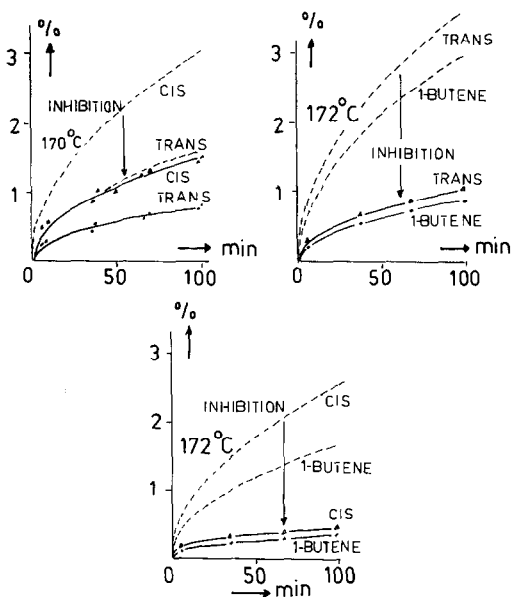 %
3
2
1
0
INHIBITION
170°C
CIS
TRANS
CIS
TRANS
50
100
min
%
3
2
1
0
TRANS
172°C
1-BUTENE
INHIBITION
TRANS
1-BUTENE
50
100
min
%
3
2
1
0
INHIBITION
CIS
172°C
1-BUTENE
CIS
1-BUTENE
50
100
min